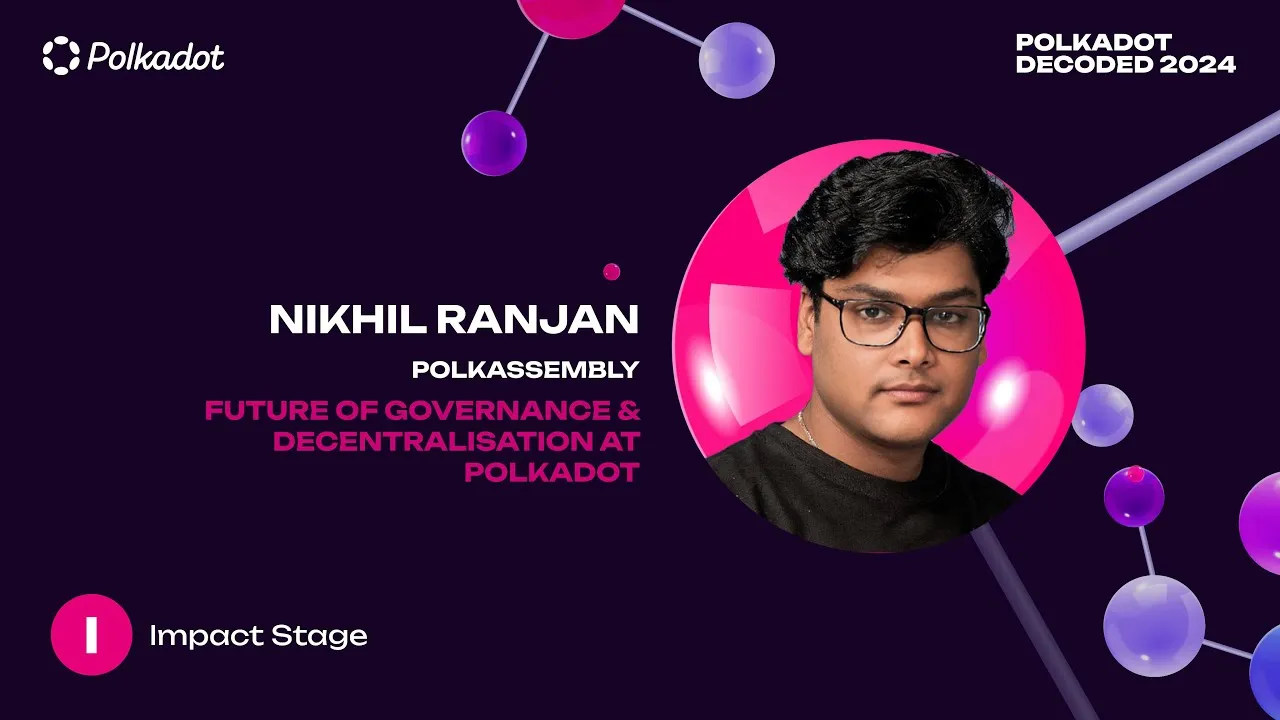 Polkadot
POLKADOT
DECODED 2024
NIKHIL RANJAN
POLKASSEMBLY
FUTURE OF GOVERNANCE &
DECENTRALISATION AT
POLKADOT
I
Impact Stage